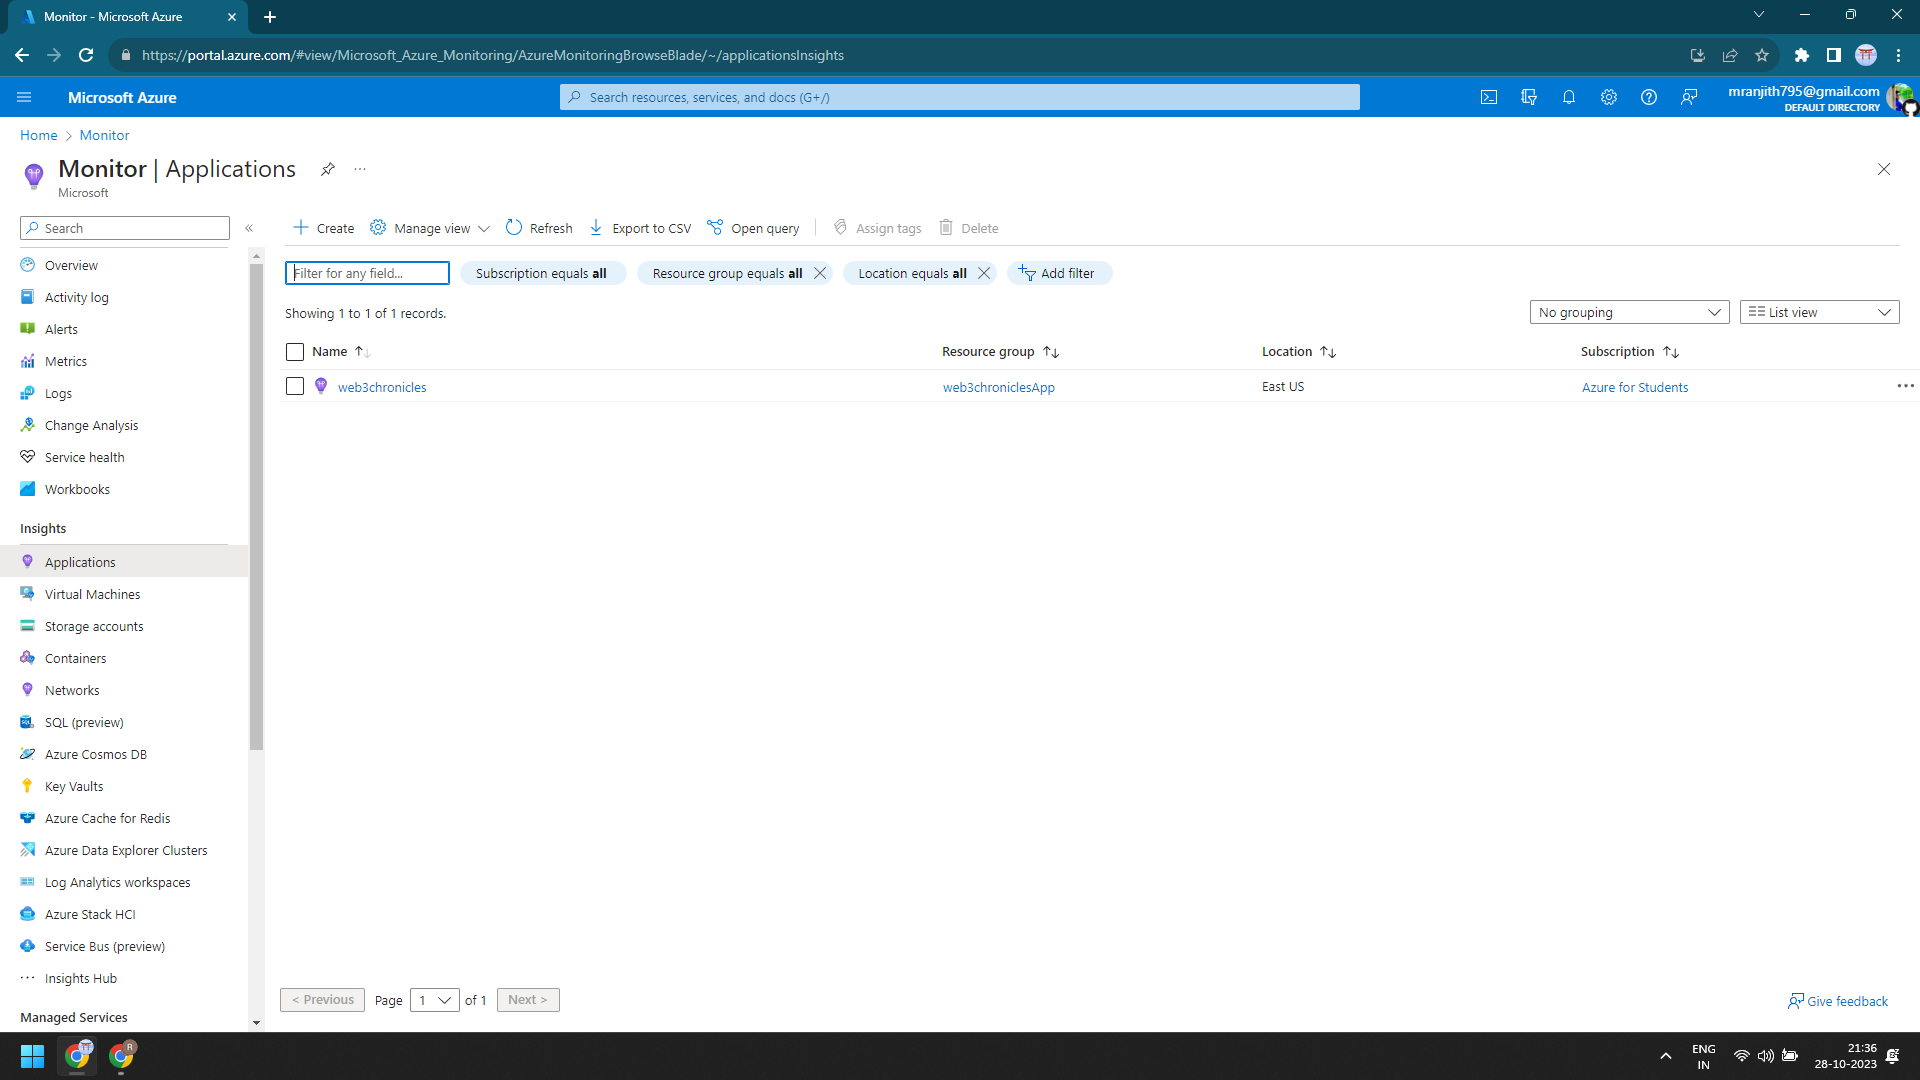 Monitor - Microsoft Azure
https://portal.azure.com/#view/Microsoft_Azure_Monitoring/AzureMonitoringBrowseBlade/~/applicationsInsights
Microsoft Azure
Search resources, services, and docs (G+/)
mranjith795@gmail.com
DEFAULT DIRECTORY
Home > Monitor
Monitor | Applications
Microsoft
Search
Create
Manage view
Refresh
Export to CSV
Open query
Assign tags
Delete
Overview
Activity log
Alerts
Metrics
Logs
Change Analysis
Service health
Workbooks
Insights
Applications
Virtual Machines
Storage accounts
Containers
Networks
SQL (preview)
Azure Cosmos DB
Key Vaults
Azure Cache for Redis
Azure Data Explorer Clusters
Log Analytics workspaces
Azure Stack HCI
Service Bus (preview)
Insights Hub
Managed Services
Filter for any field...
Subscription equals all
Resource group equals all
Location equals all
Add filter
Showing 1 to 1 of 1 records.
No grouping
List view
Name
Resource group
Location
Subscription
web3chronicles
web3chroniclesApp
East US
Azure for Students
< Previous
Page 1 of 1
Next >
Give feedback
R
ENG
IN
21:36
28-10-2023